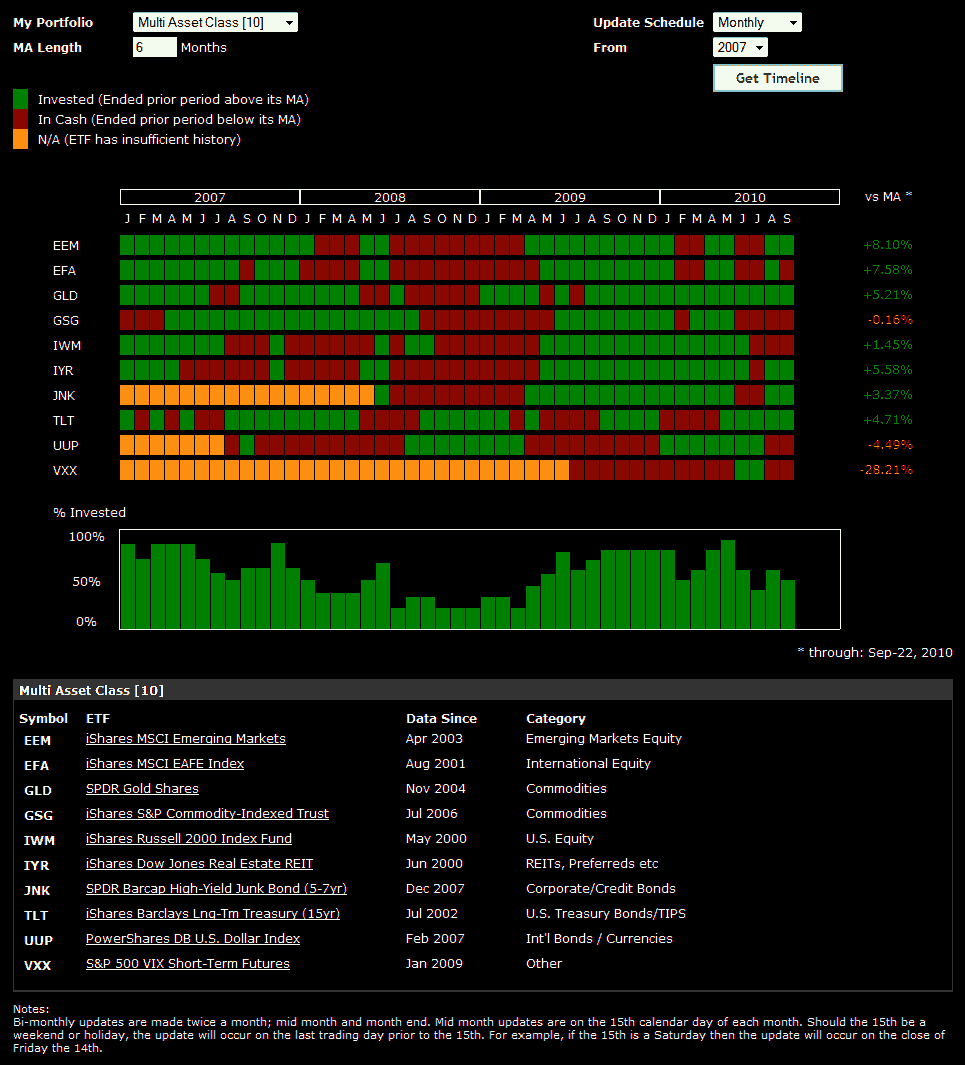 My Portfolio Multi Asset Class [10] Update Schedule Monthly
MA Length 6 Months From 2007
Get Timeline
Invested (Ended prior period above its MA)
In Cash (Ended prior period below its MA)
N/A (ETF has insufficient history)
2007 2008 2009 2010 vs MA *
J F M A M J J A S O N D J F M A M J J A S O N D J F M A M J J A S O N D J F M A M J J A S
EEM +8.10%
EFA +7.58%
GLD +5.21%
GSG -0.16%
IWM +1.45%
IYR +5.58%
JNK +3.37%
TLT +4.71%
UUP -4.49%
VXX -28.21%
% Invested
100%
50%
0%
* through: Sep-22, 2010
Multi Asset Class [10]
Symbol ETF Data Since Category
EEM iShares MSCI Emerging Markets Apr 2003 Emerging Markets Equity
EFA iShares MSCI EAFE Index Aug 2001 International Equity
GLD SPDR Gold Shares Nov 2004 Commodities
GSG iShares S&P Commodity-Indexed Trust Jul 2006 Commodities
IWM iShares Russell 2000 Index Fund May 2000 U.S. Equity
IYR iShares Dow Jones Real Estate REIT Jun 2000 REITs, Preferreds etc
JNK SPDR Barcap High-Yield Junk Bond (5-7yr) Dec 2007 Corporate/Credit Bonds
TLT iShares Barclays Lng-Tm Treasury (15yr) Jul 2002 U.S. Treasury Bonds/TIPS
UUP PowerShares DB U.S. Dollar Index Feb 2007 Int'l Bonds / Currencies
VXX S&P 500 VIX Short-Term Futures Jan 2009 Other
Notes:
Bi-monthly updates are made twice a month; mid month and month end. Mid month updates are on the 15th calendar day of each month. Should the 15th be a
weekend or holiday, the update will occur on the last trading day prior to the 15th. For example, if the 15th is a Saturday then the update will occur on the close of
Friday the 14th.